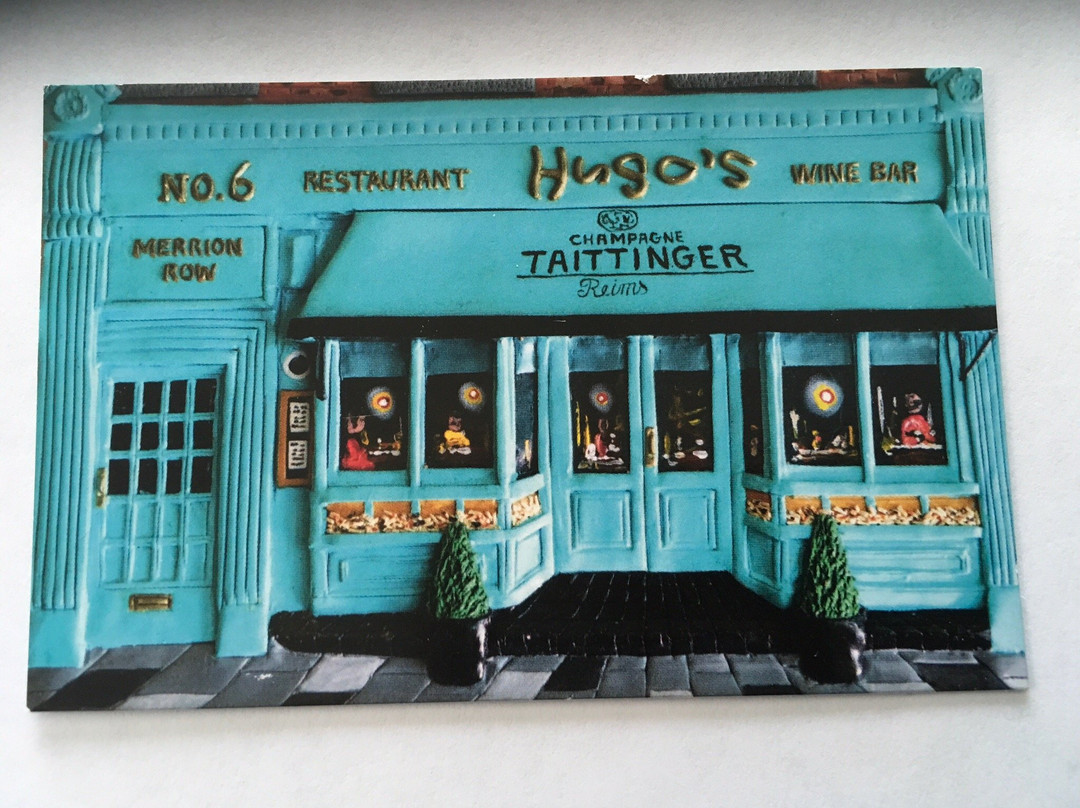 NO.6 RESTAURANT Hugo's WINE BAR
MERRION
ROW
CHAMPAGNE
TAITTINGER
Reims